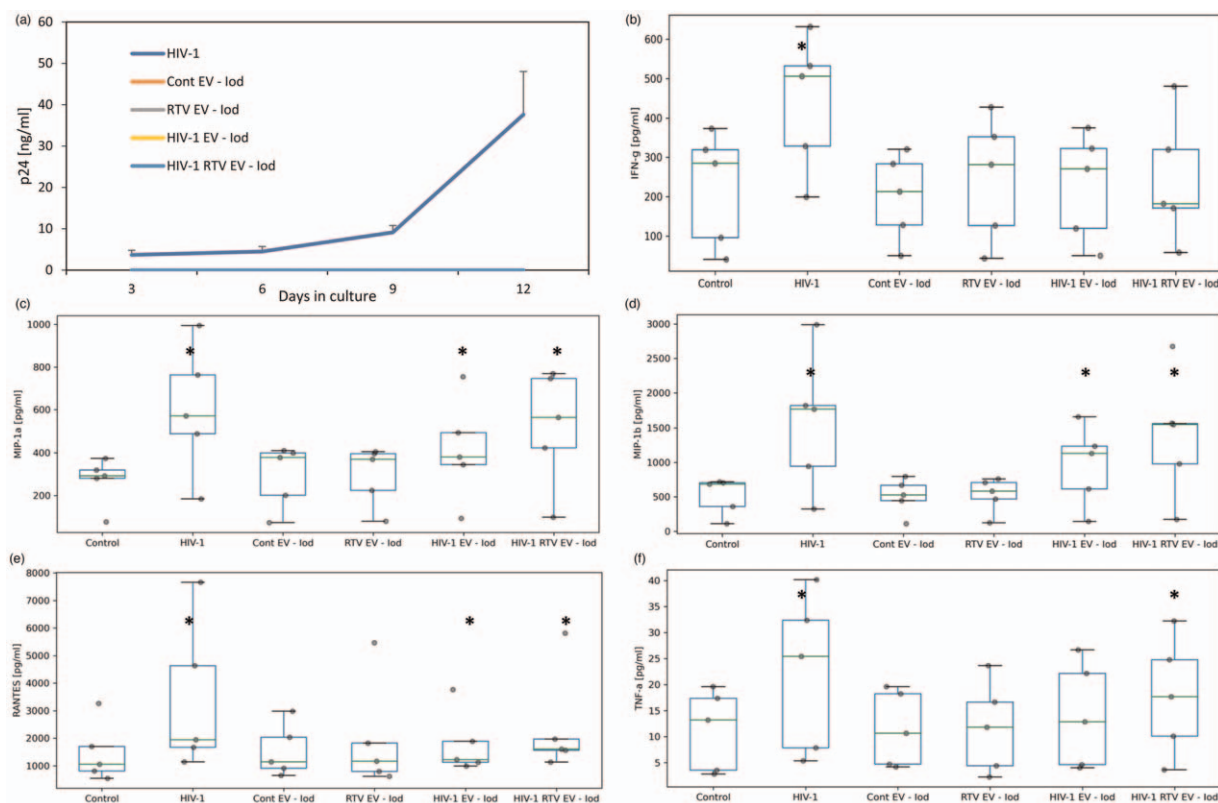 (a)
60
50
40
30
20
10
0
p24 [ng/ml]
HIV-1
Cont EV - Iod
RTV EV - Iod
HIV-1 EV - Iod
HIV-1 RTV EV - Iod
3 6 9 12
Days in culture
(b)
600
500
400
300
200
100
IFN-g [pg/ml]
*
Control HIV-1 Cont EV - Iod RTV EV - Iod HIV-1 EV - Iod HIV-1 RTV EV - Iod
(c)
1000
800
600
400
200
MIP-1a [pg/ml]
* * *
Control HIV-1 Cont EV - Iod RTV EV - Iod HIV-1 EV - Iod HIV-1 RTV EV - Iod
(d)
3000
2500
2000
1500
1000
500
0
MIP-1b [pg/ml]
* * *
Control HIV-1 Cont EV - Iod RTV EV - Iod HIV-1 EV - Iod HIV-1 RTV EV - Iod
(e)
8000
7000
6000
5000
4000
3000
2000
1000
RANTES [pg/ml]
* * *
Control HIV-1 Cont EV - Iod RTV EV - Iod HIV-1 EV - Iod HIV-1 RTV EV - Iod
(f)
40
35
30
25
20
15
10
5
TNF-a [pg/ml]
* *
Control HIV-1 Cont EV - Iod RTV EV - Iod HIV-1 EV - Iod HIV-1 RTV EV - Iod